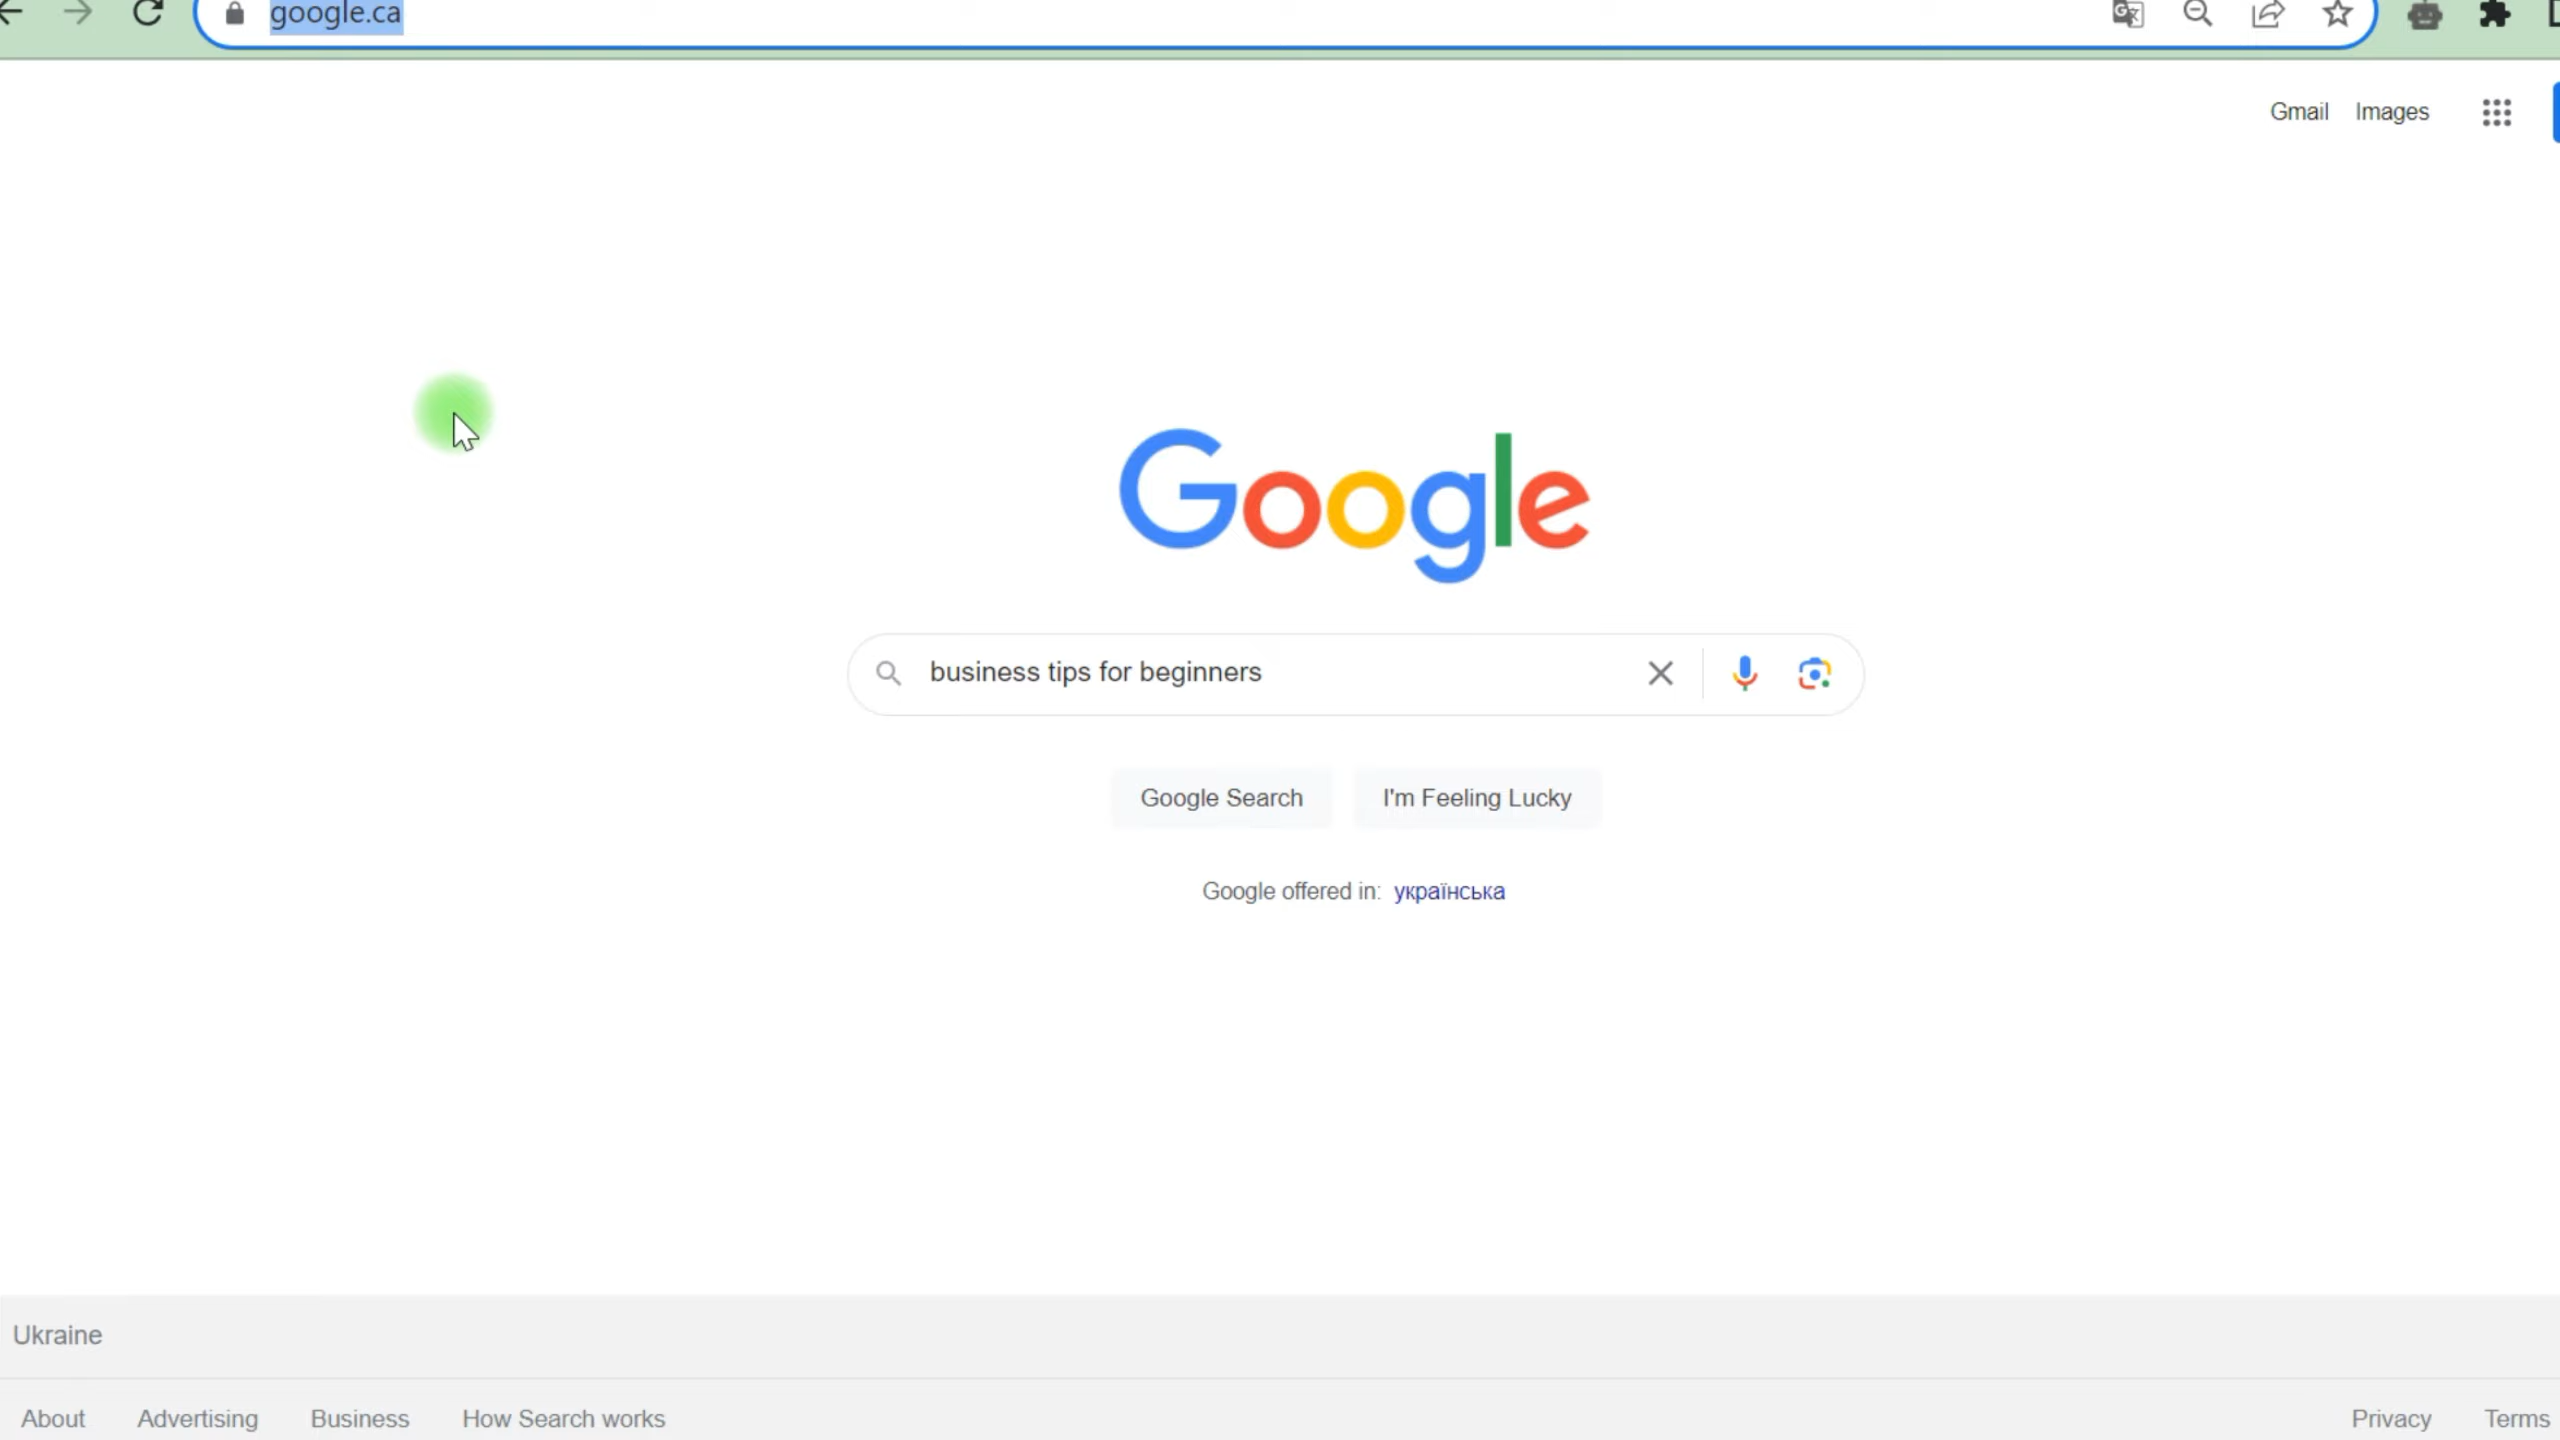 google.ca
Gmail Images
Google
business tips for beginners
Google Search I'm Feeling Lucky
Google offered in: українська
Ukraine
About Advertising Business How Search works Privacy Terms